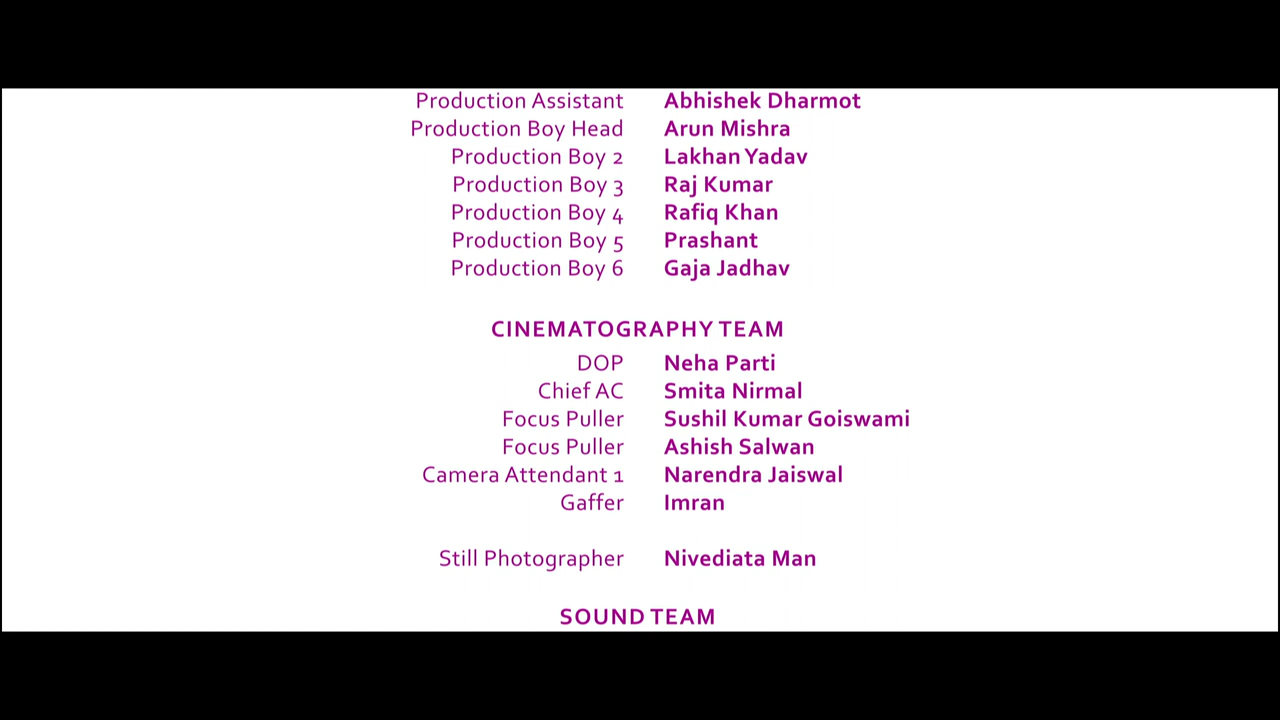 Production Assistant Abhishek Dharmot
Production Boy Head Arun Mishra
Production Boy 2 Lakhan Yadav
Production Boy 3 Raj Kumar
Production Boy 4 Rafiq Khan
Production Boy 5 Prashant
Production Boy 6 Gaja Jadhav
CINEMATOGRAPHY TEAM
DOP Neha Parti
Chief AC Smita Nirmal
Focus Puller Sushil Kumar Goiswami
Focus Puller Ashish Salwan
Camera Attendant 1 Narendra Jaiswal
Gaffer Imran
Still Photographer Nivediata Man
SOUND TEAM